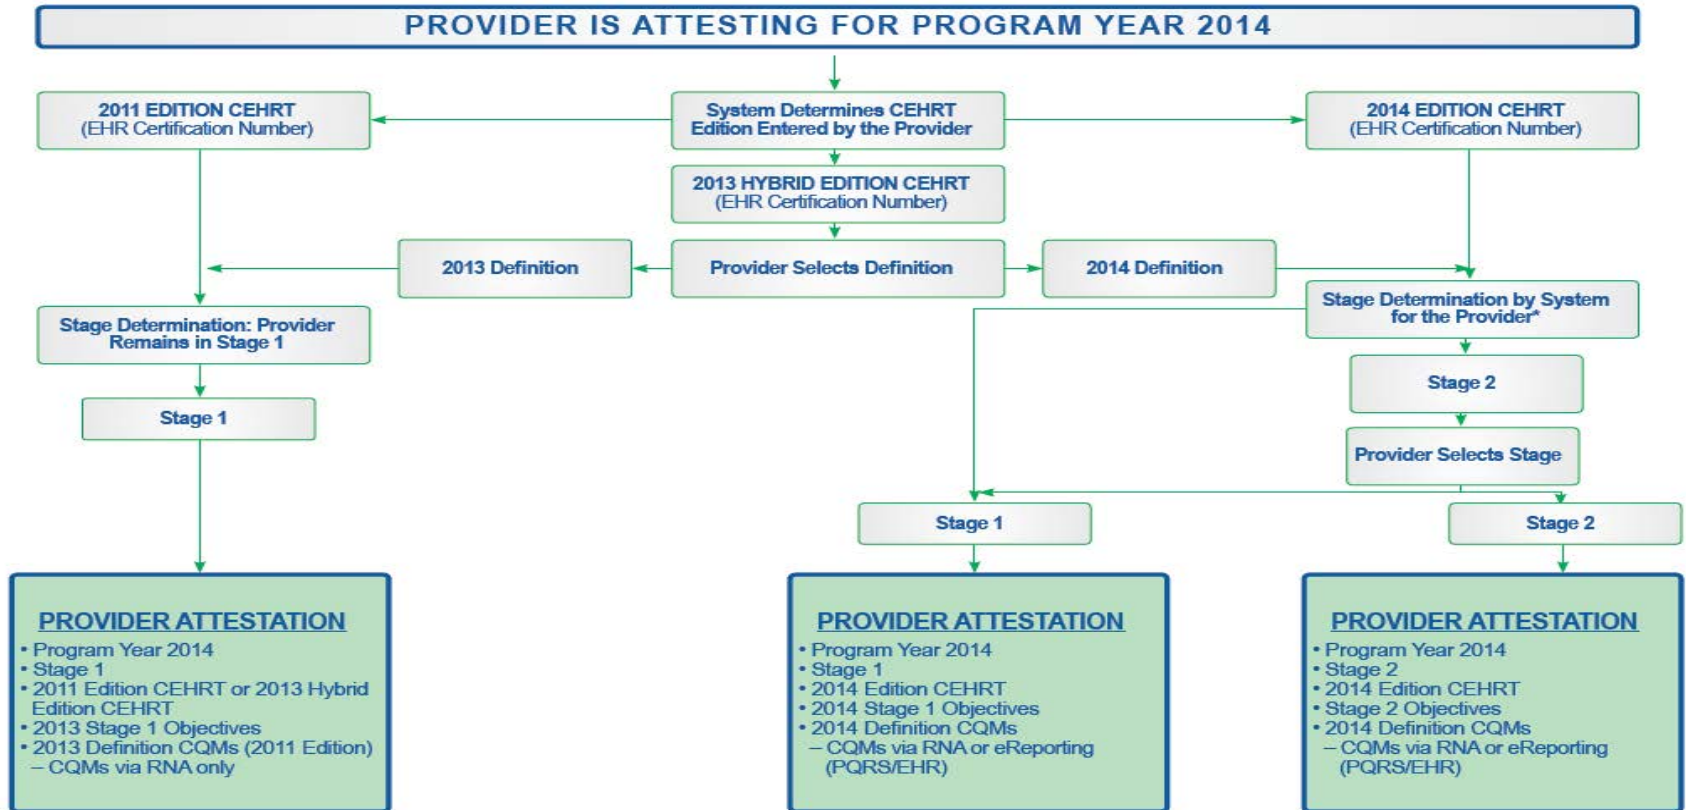 PROVIDER IS ATTESTING FOR PROGRAM YEAR 2014
2011 EDITION CEHRT
(EHR Certification Number)
System Determines CEHRT
Edition Entered by the Provider
2014 EDITION CEHRT
(EHR Certification Number)
2013 HYBRID EDITION CEHRT
(EHR Certification Number)
2013 Definition
Provider Selects Definition
2014 Definition
Stage Determination: Provider
Remains in Stage 1
Stage Determination by System
for the Provider*
Stage 2
Stage 1
Provider Selects Stage
Stage 1
Stage 2
PROVIDER ATTESTATION
• Program Year 2014
• Stage 1
• 2011 Edition CEHRT or 2013 Hybrid
Edition CEHRT
• 2013 Stage 1 Objectives
• 2013 Definition CQMs (2011 Edition)
– CQMs via RNA only
PROVIDER ATTESTATION
• Program Year 2014
• Stage 1
• 2014 Edition CEHRT
• 2014 Stage 1 Objectives
• 2014 Definition CQMs
– CQMs via RNA or eReporting
(PQRS/EHR)
PROVIDER ATTESTATION
• Program Year 2014
• Stage 2
• 2014 Edition CEHRT
• Stage 2 Objectives
• 2014 Definition CQMs
– CQMs via RNA or eReporting
(PQRS/EHR)